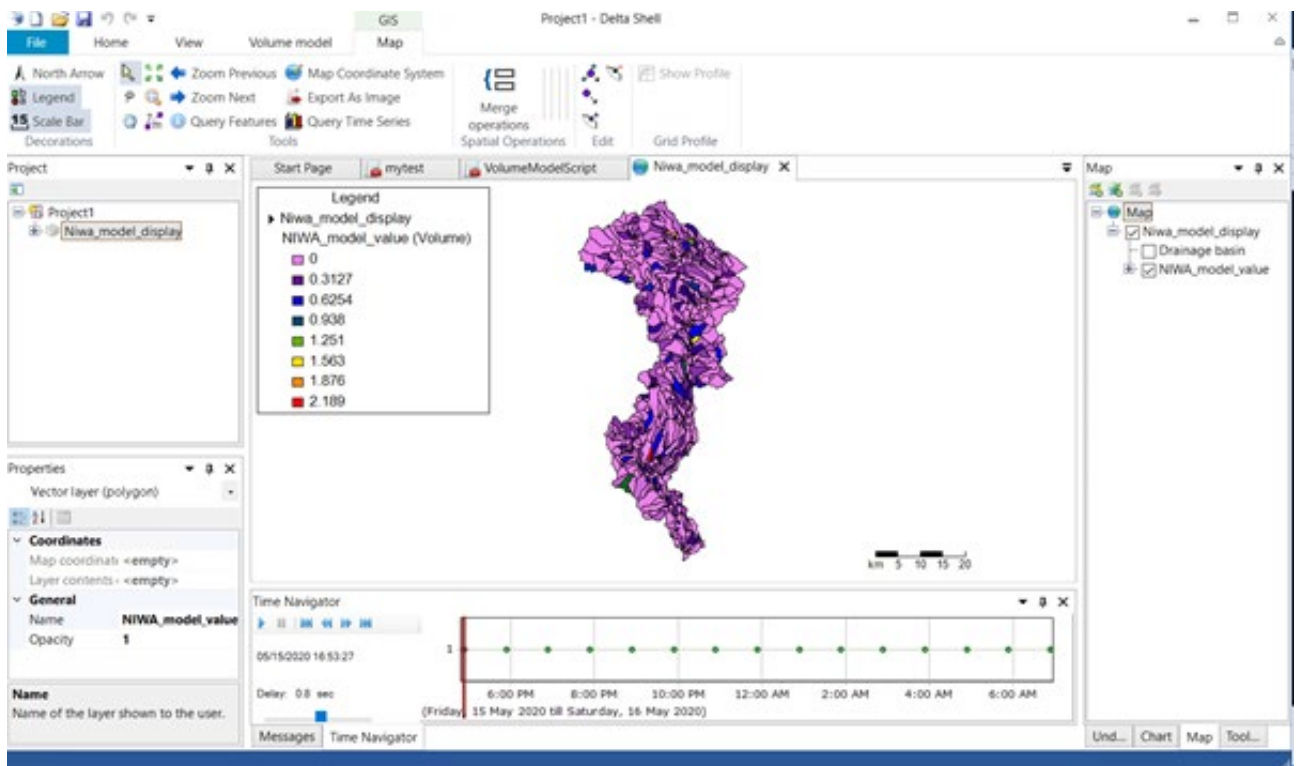 GIS Project1 - Delta Shell
File Home View Volume model Map
North Arrow Zoom Previous Map Coordinate System Show Profile
Legend Zoom Next Export As Image Merge
Scale Bar Query Features Query Time Series operations
Decorations Tools Spatial Operations Edit Grid Profile
Project
Project1
Niwa_model_display
Start Page mytest VolumeModelScript Niwa_model_display
Legend
Niwa_model_display
NIWA_model_value (Volume)
0
0.3127
0.6254
0.938
1.251
1.563
1.876
2.189
km 5 10 15 20
Map
Map
Niwa_model_display
Drainage basin
NIWA_model_value
Properties
Vector layer (polygon)
Coordinates
Map coordinat <empty>
Layer contents <empty>
General
Name NIWA_model_value
Opacity 1
Name
Name of the layer shown to the user.
Time Navigator
05/15/2020 16:53:27
1
Delay: 0.8 sec
6:00 PM 8:00 PM 10:00 PM 12:00 AM 2:00 AM 4:00 AM 6:00 AM
(Friday, 15 May 2020 till Saturday, 16 May 2020)
Messages Time Navigator
Und... Chart Map Tool...